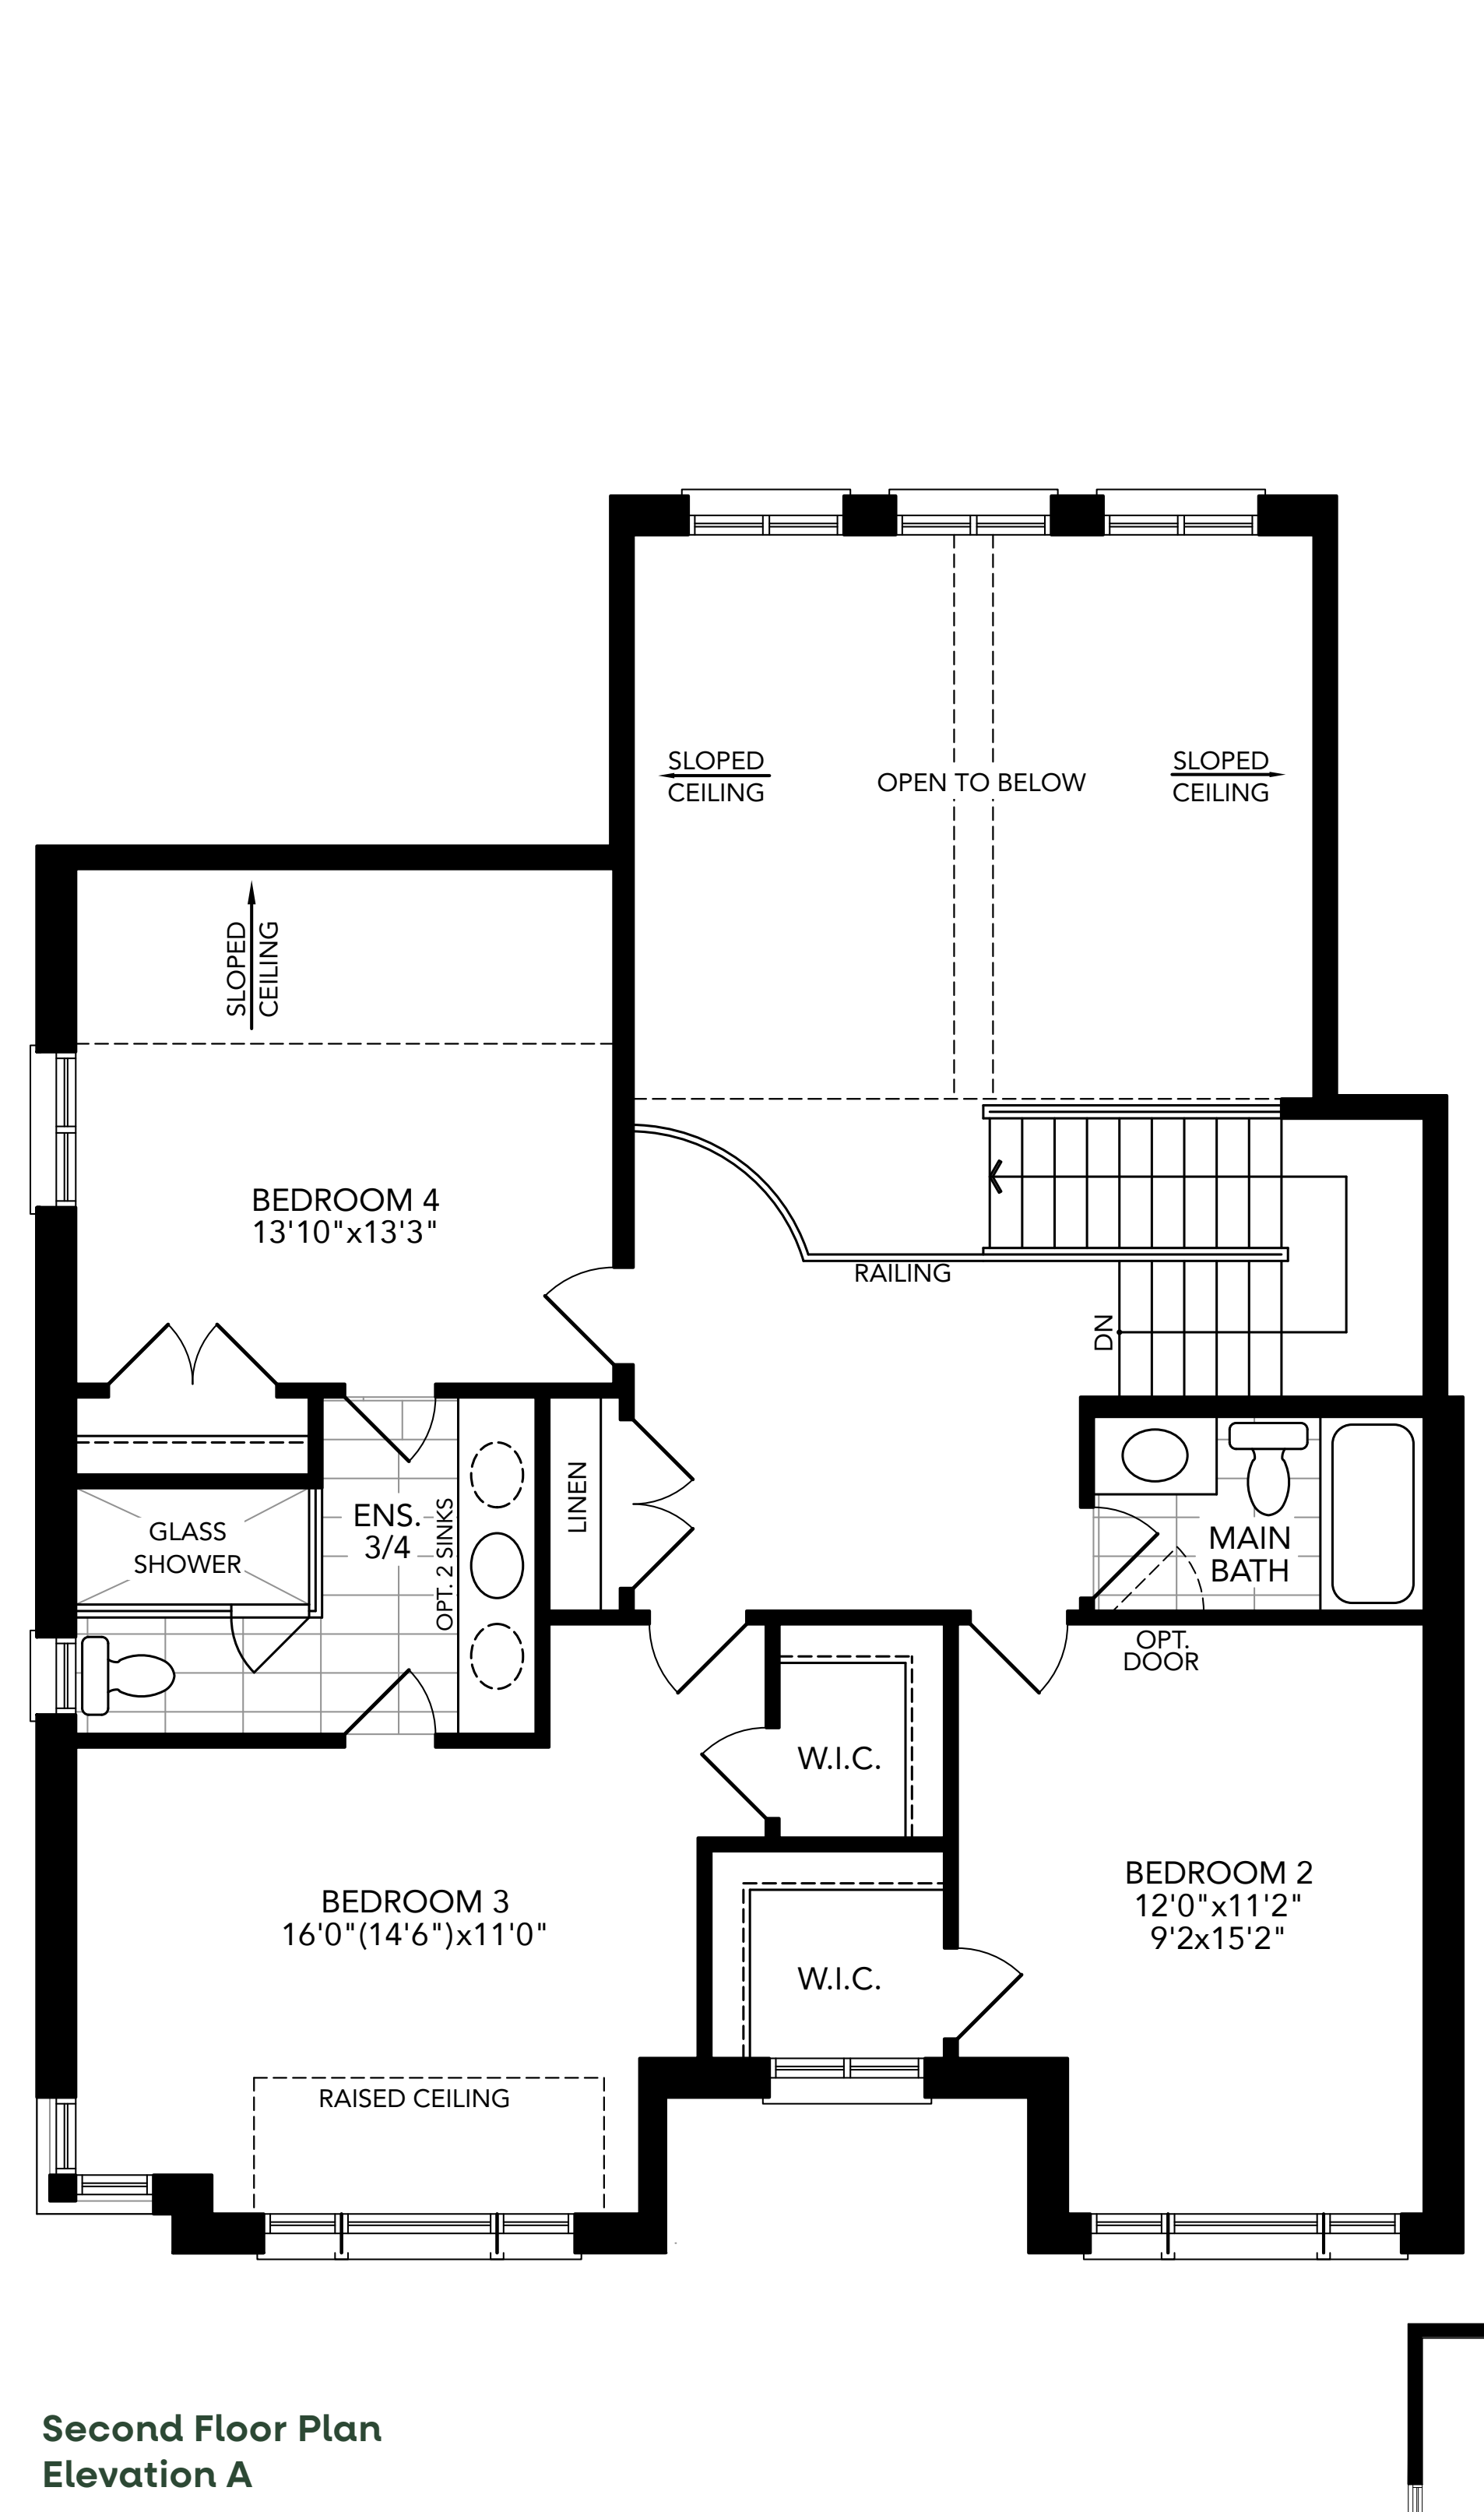 SLOPED
CEILING
OPEN TO BELOW
SLOPED
CEILING
SLOPED
CEILING
BEDROOM 4
13'10"x13'3"
RAILING
DN
GLASS
SHOWER
ENS.
3/4
OPT. 2 SINKS
LINEN
MAIN
BATH
OPT.
DOOR
W.I.C.
BEDROOM 3
16'0"(14'6")x11'0"
W.I.C.
BEDROOM 2
12'0"x11'2"
9'2x15'2"
RAISED CEILING
Second Floor Plan
Elevation A